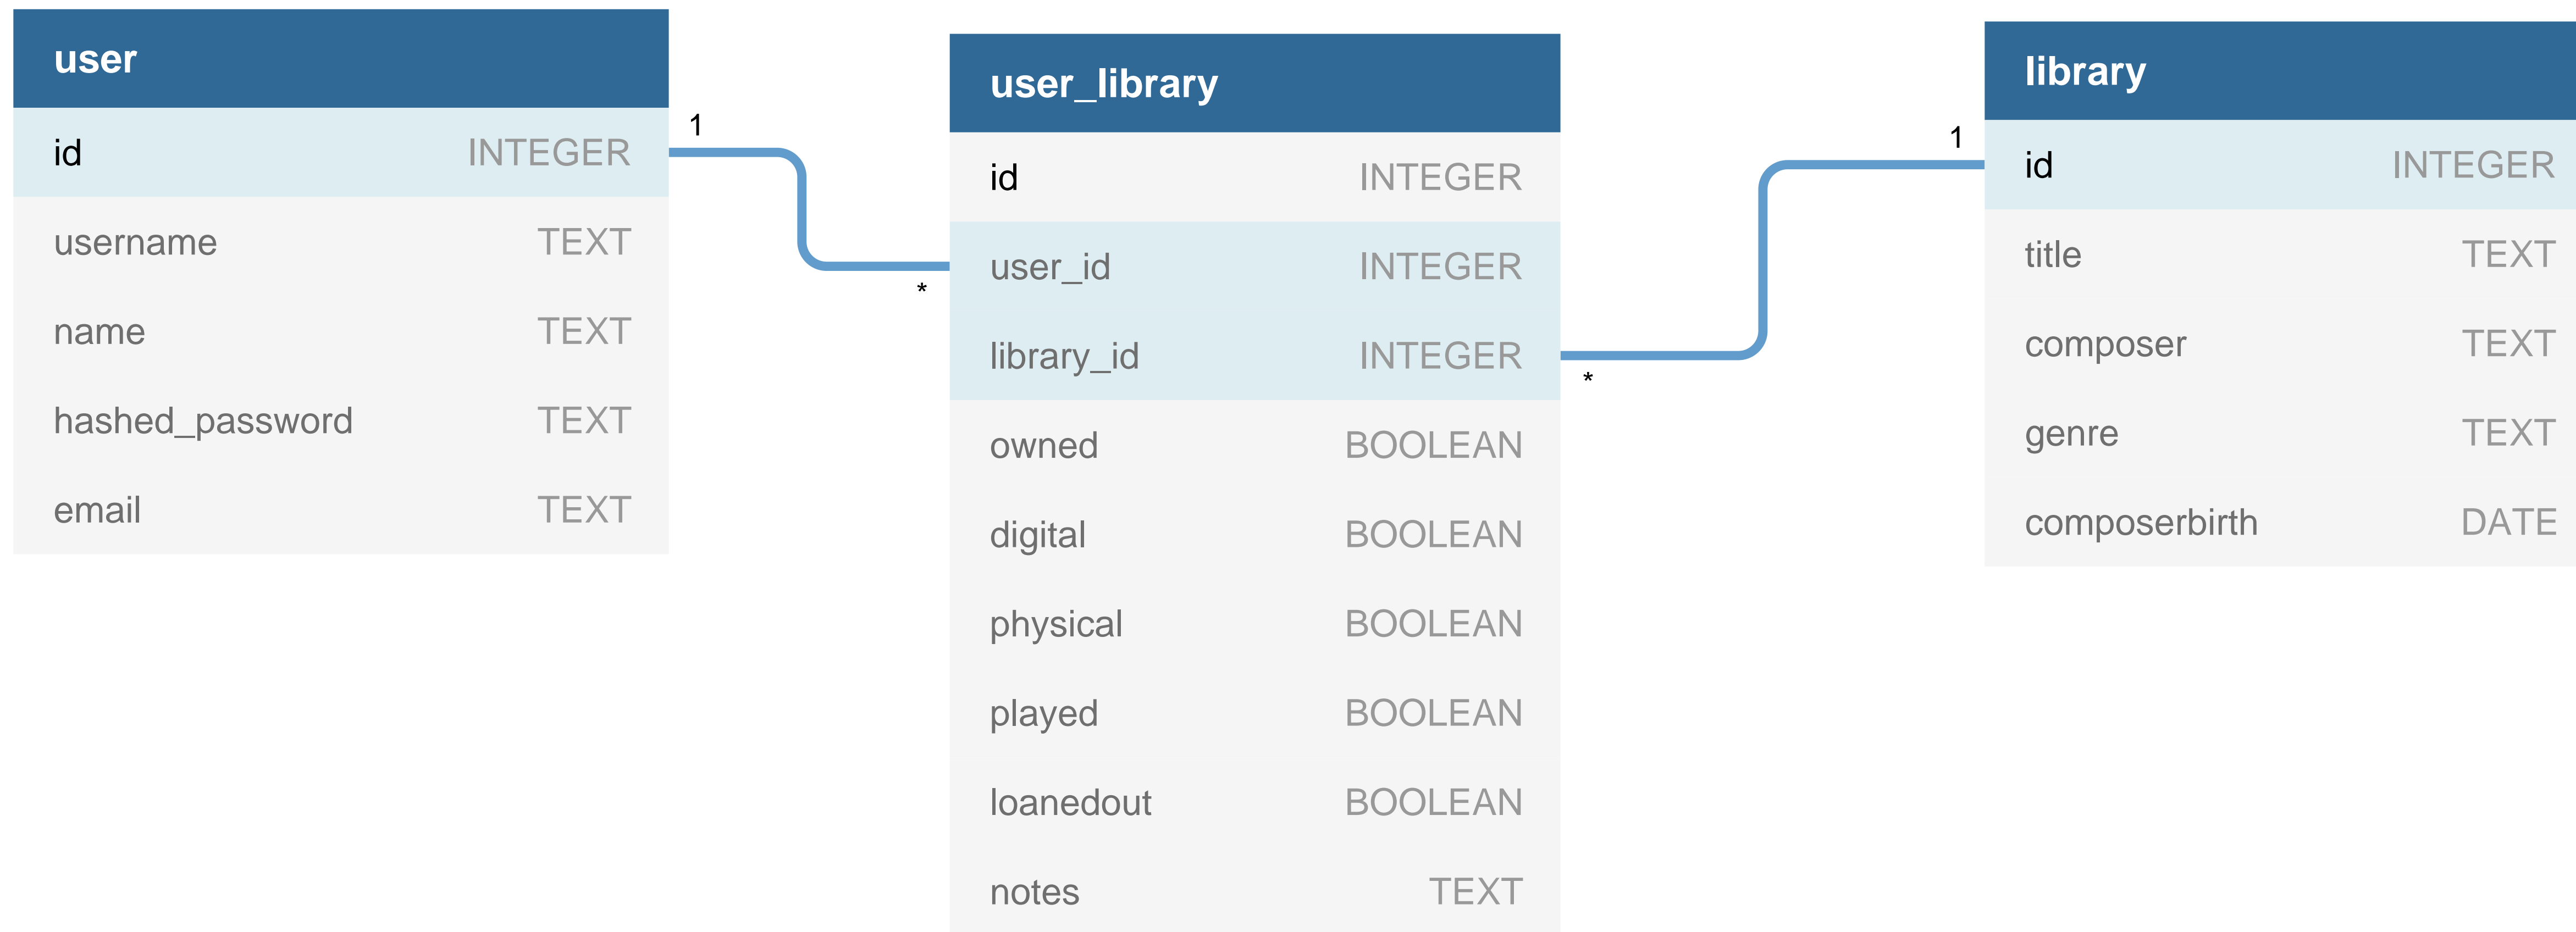 user
id INTEGER
username TEXT
name TEXT
hashed_password TEXT
email TEXT
1
*
user_library
id INTEGER
user_id INTEGER
library_id INTEGER
owned BOOLEAN
digital BOOLEAN
physical BOOLEAN
played BOOLEAN
loanedout BOOLEAN
notes TEXT
*
1
library
id INTEGER
title TEXT
composer TEXT
genre TEXT
composerbirth DATE